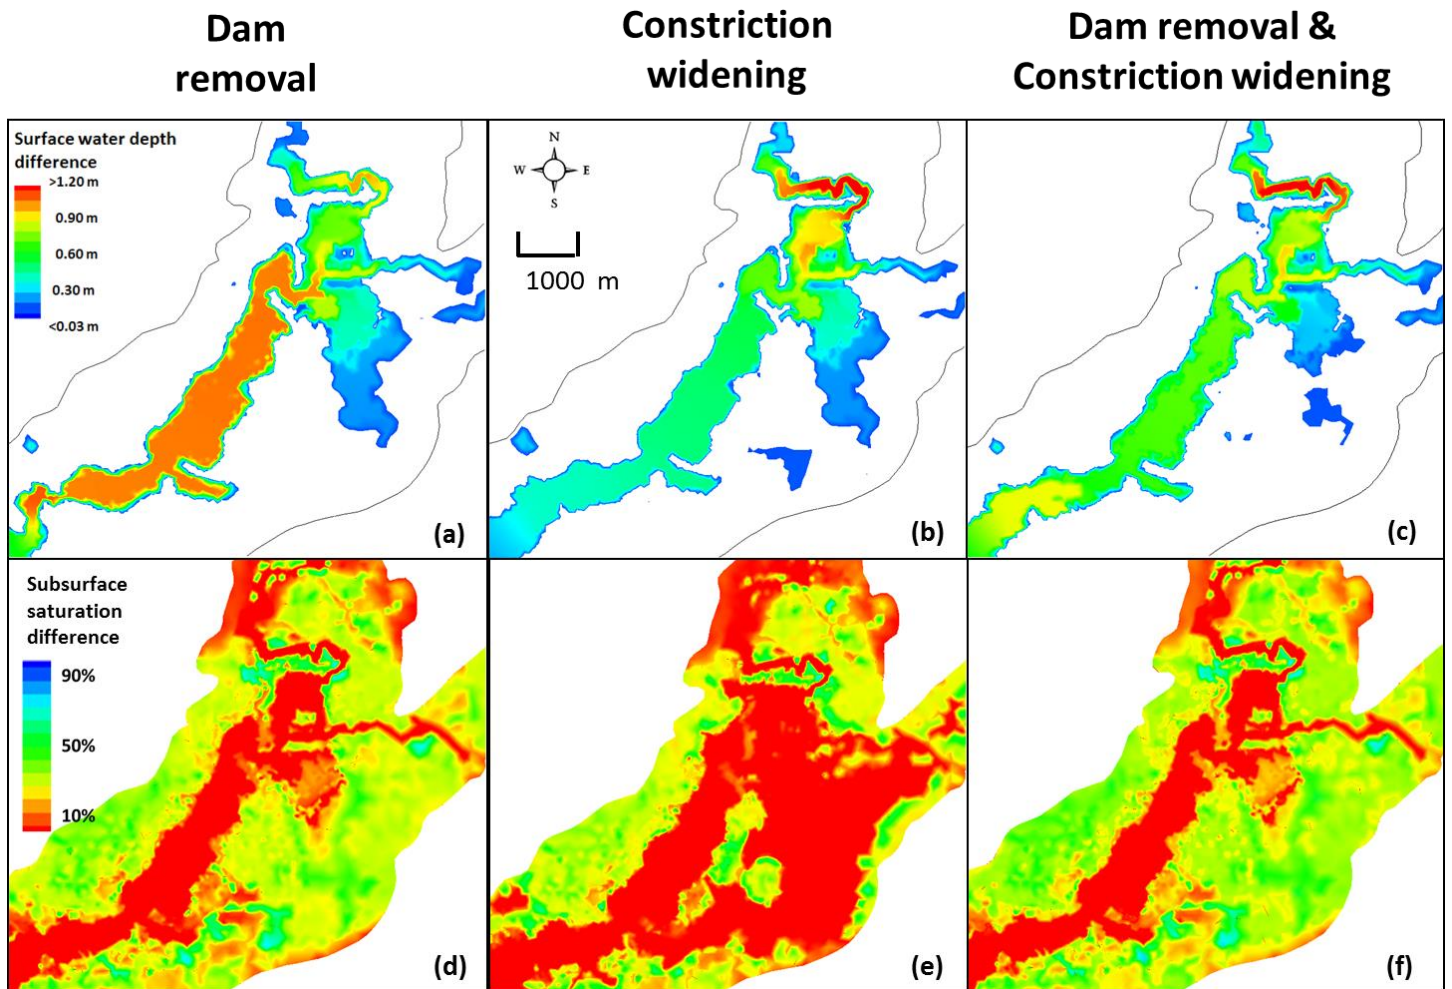 Dam
removal
Constriction
widening
Dam removal &
Constriction widening
Surface water depth
difference
>1.20 m
0.90 m
0.60 m
0.30 m
<0.03 m
(a)
N
W E
S
1000 m
(b)
(c)
Subsurface
saturation
difference
90%
50%
10%
(d)
(e)
(f)